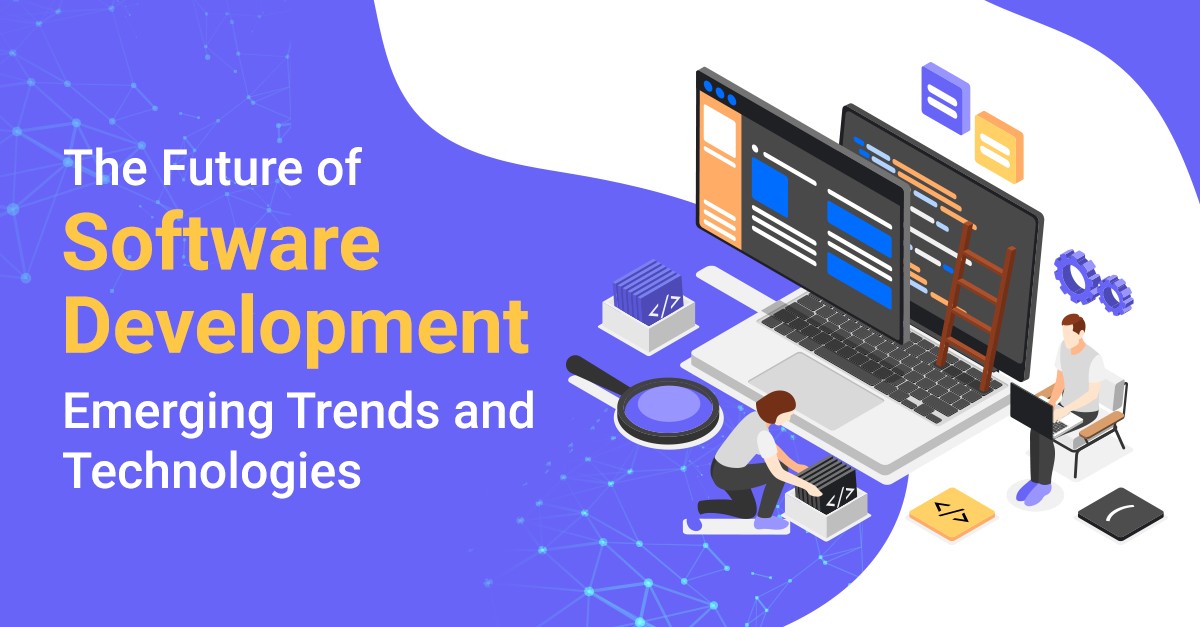 The Future of
Software
Development
Emerging Trends and
Technologies
</>
</>
</>